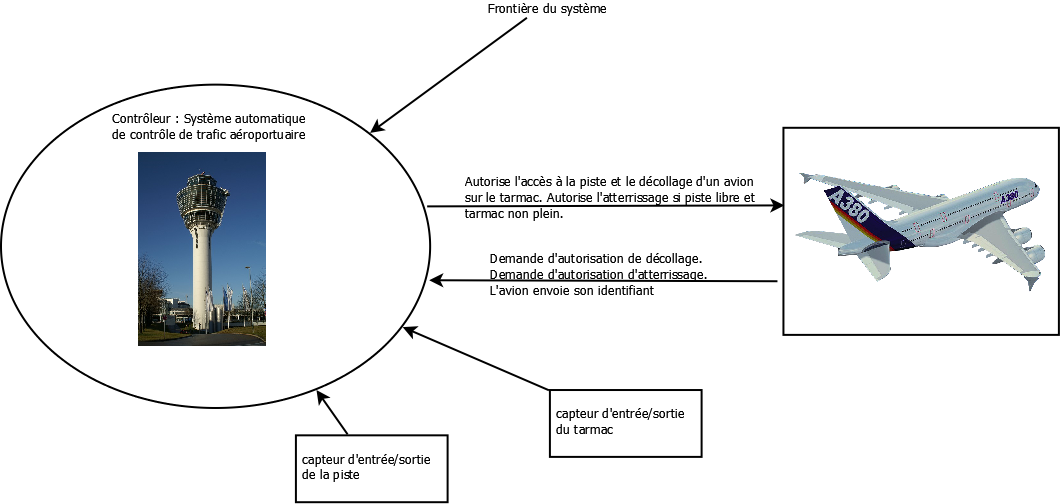 Frontière du système
Contrôleur : Système automatique
de contrôle de trafic aéroportuaire
Autorise l'accès à la piste et le décollage d'un avion
sur le tarmac. Autorise l'atterrissage si piste libre et
tarmac non plein.
A380
A380
Demande d'autorisation de décollage.
Demande d'autorisation d'atterrissage.
L'avion envoie son identifiant
capteur d'entrée/sortie
du tarmac
capteur d'entrée/sortie
de la piste